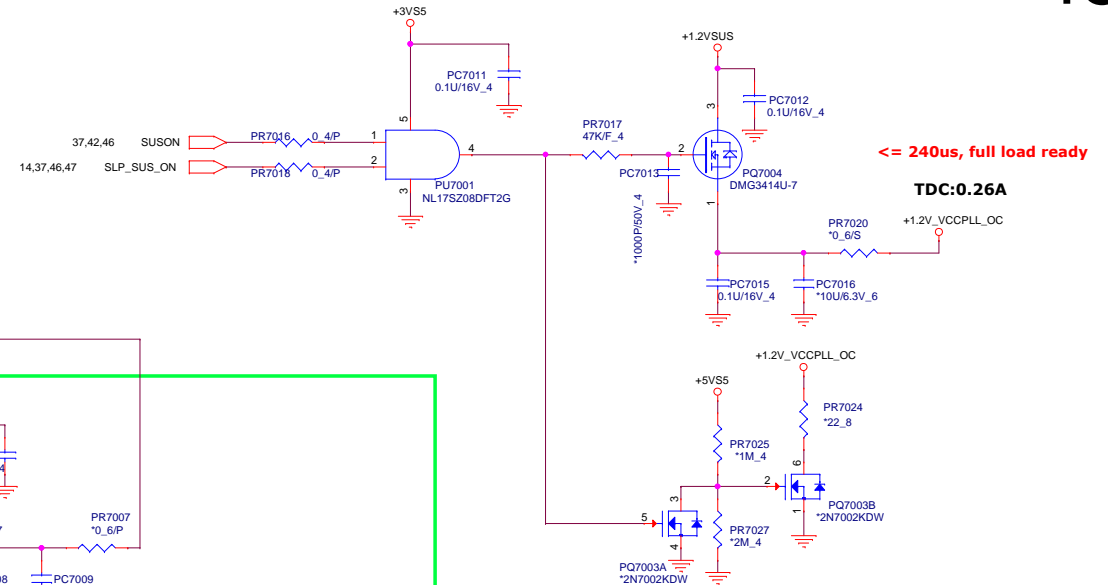 +3VS5
PC7011
0.1U/16V_4
5
37,42,46
SUSON
PR7016
0_4/P
1
14,37,46,47
SLP_SUS_ON
PR7018
0_4/P
2
4
3
PU7001
NL17SZ08DFT2G
+1.2VSUS
PC7012
0.1U/16V_4
3
PR7017
47K/F_4
2
PC7013
*1000P/50V_4
PQ7004
DMG3414U-7
1
<= 240us, full load ready
TDC:0.26A
PR7020
*0_6/S
+1.2V_VCCPLL_OC
PC7015
0.1U/16V_4
PC7016
*10U/6.3V_6
+1.2V_VCCPLL_OC
+5VS5
PR7024
*22_8
PR7025
*1M_4
6
2
1
PQ7003B
*2N7002KDW
3
5
4
PR7027
*2M_4
PQ7003A
*2N7002KDW
4
PR7007
*0_6/P
PC7009